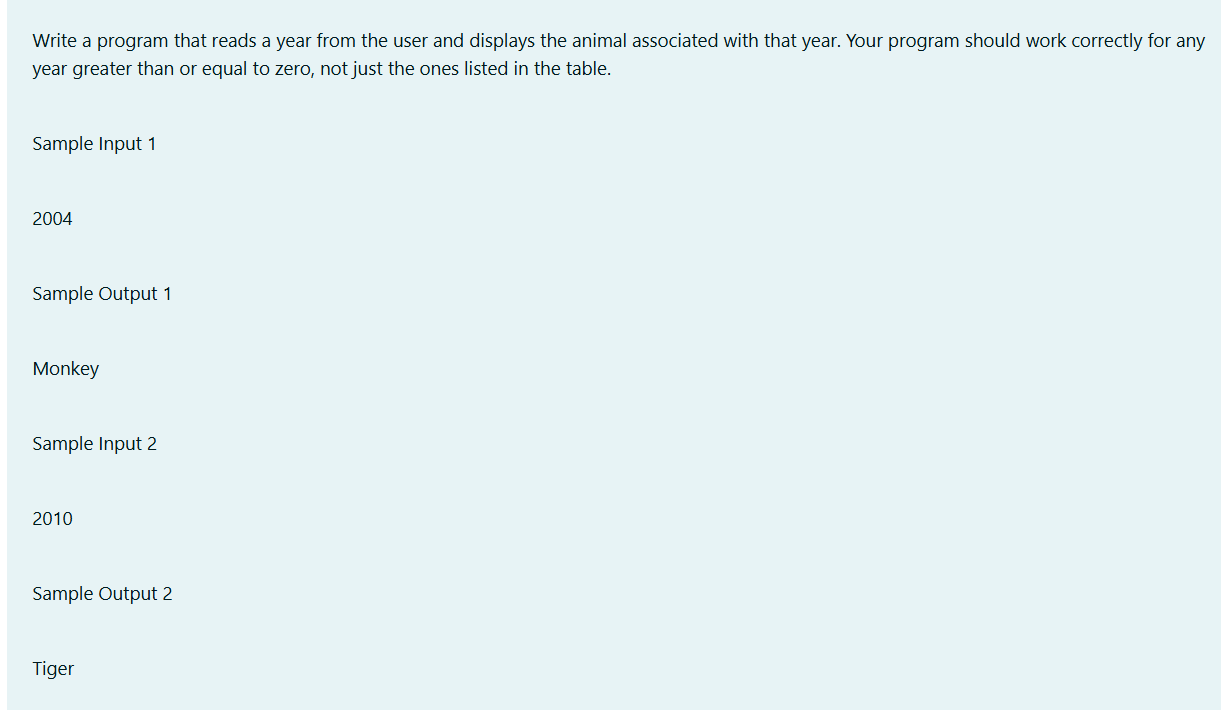 Write a program that reads a year from the user and displays the animal associated with that year. Your program should work correctly for any
year greater than or equal to zero, not just the ones listed in the table.
Sample Input 1
2004
Sample Output 1
Monkey
Sample Input 2
2010
Sample Output 2
Tiger